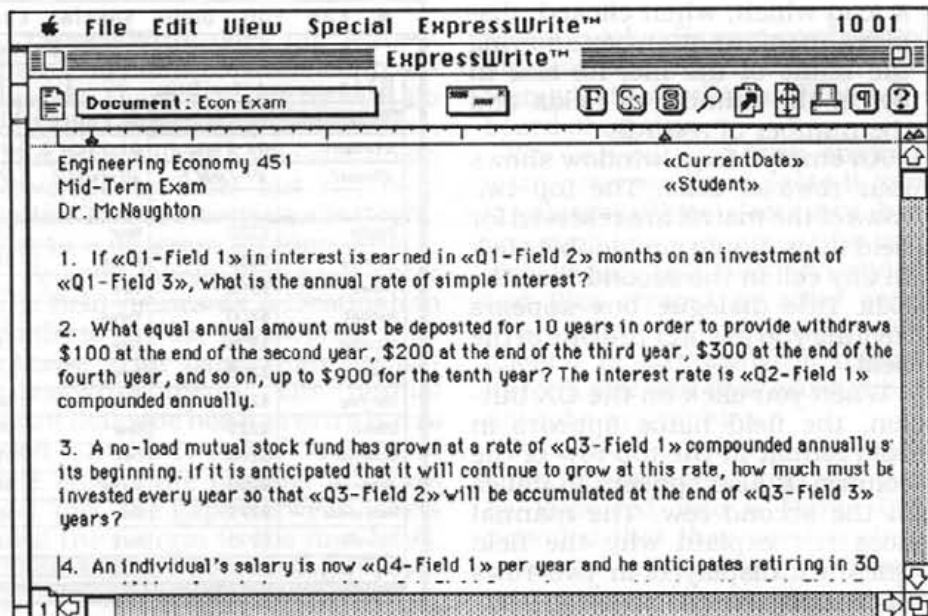 File Edit View Special ExpressWrite™ 10:01
ExpressWrite™
Document: Econ Exam F Ss ¶ ?
Engineering Economy 451 «CurrentDate»
Mid-Term Exam «Student»
Dr. McNaughton
1. If «Q1-Field 1» in interest is earned in «Q1-Field 2» months on an investment of
«Q1-Field 3», what is the annual rate of simple interest?
2. What equal annual amount must be deposited for 10 years in order to provide withdrawa
$100 at the end of the second year, $200 at the end of the third year, $300 at the end of the
fourth year, and so on, up to $900 for the tenth year? The interest rate is «Q2-Field 1»
compounded annually.
3. A no-load mutual stock fund has grown at a rate of «Q3-Field 1» compounded annually s
its beginning. If it is anticipated that it will continue to grow at this rate, how much must be
invested every year so that «Q3-Field 2» will be accumulated at the end of «Q3-Field 3»
years?
4. An individual's salary is now «Q4-Field 1» per year and he anticipates retiring in 30
1